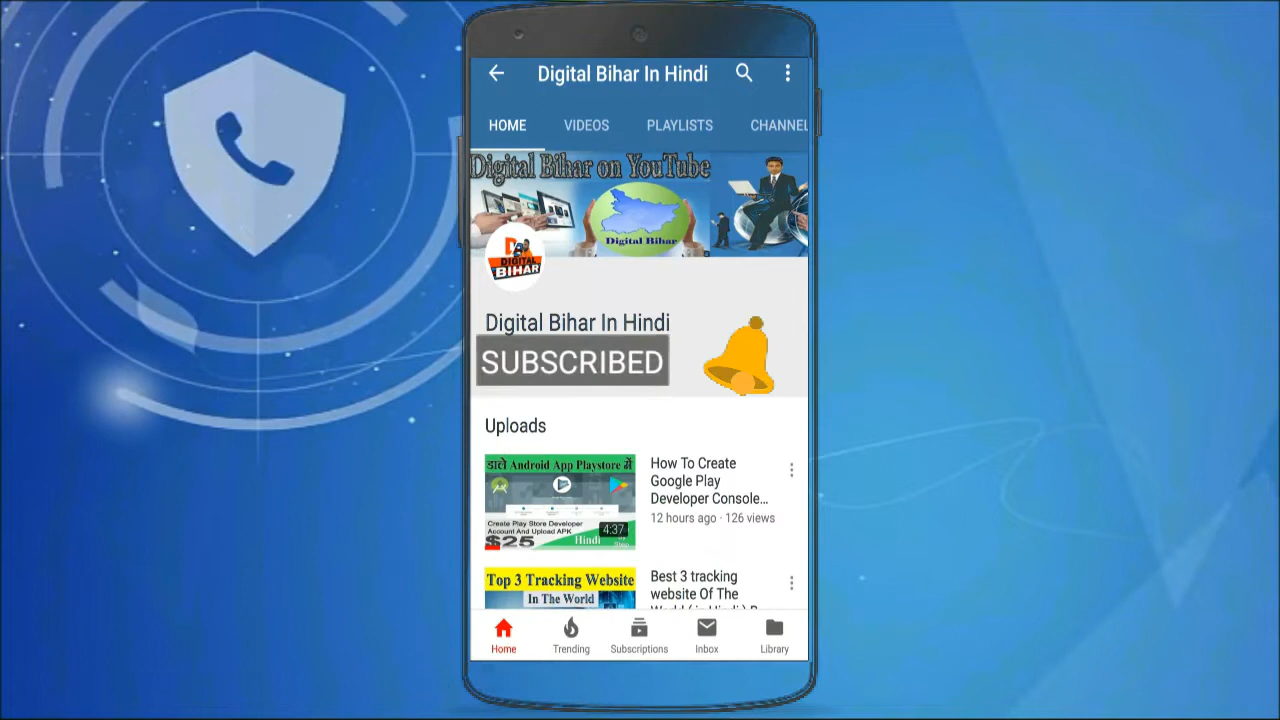 Digital Bihar In Hindi
HOME VIDEOS PLAYLISTS CHANNEL
Digital Bihar on YouTube
Digital Bihar
DIGITAL
BIHAR
Digital Bihar In Hindi
SUBSCRIBED
Uploads
डाले Android App Playstore में
Create Play Store Developer
Account And Upload APK
$25
Hindi
4:37
How To Create
Google Play
Developer Console...
12 hours ago · 126 views
Top 3 Tracking Website
In The World
Best 3 tracking
website Of The
Home Trending Subscriptions Inbox Library